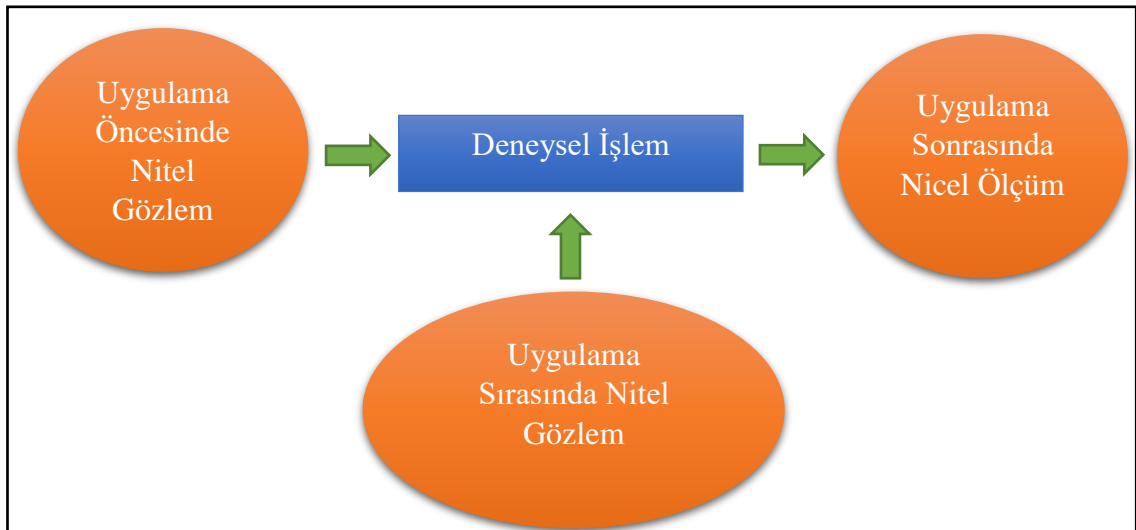 Uygulama
Öncesinde
Nitel
Gözlem
Deneysel İşlem
Uygulama
Sonrasında
Nicel Ölçüm
Uygulama
Sırasında Nitel
Gözlem